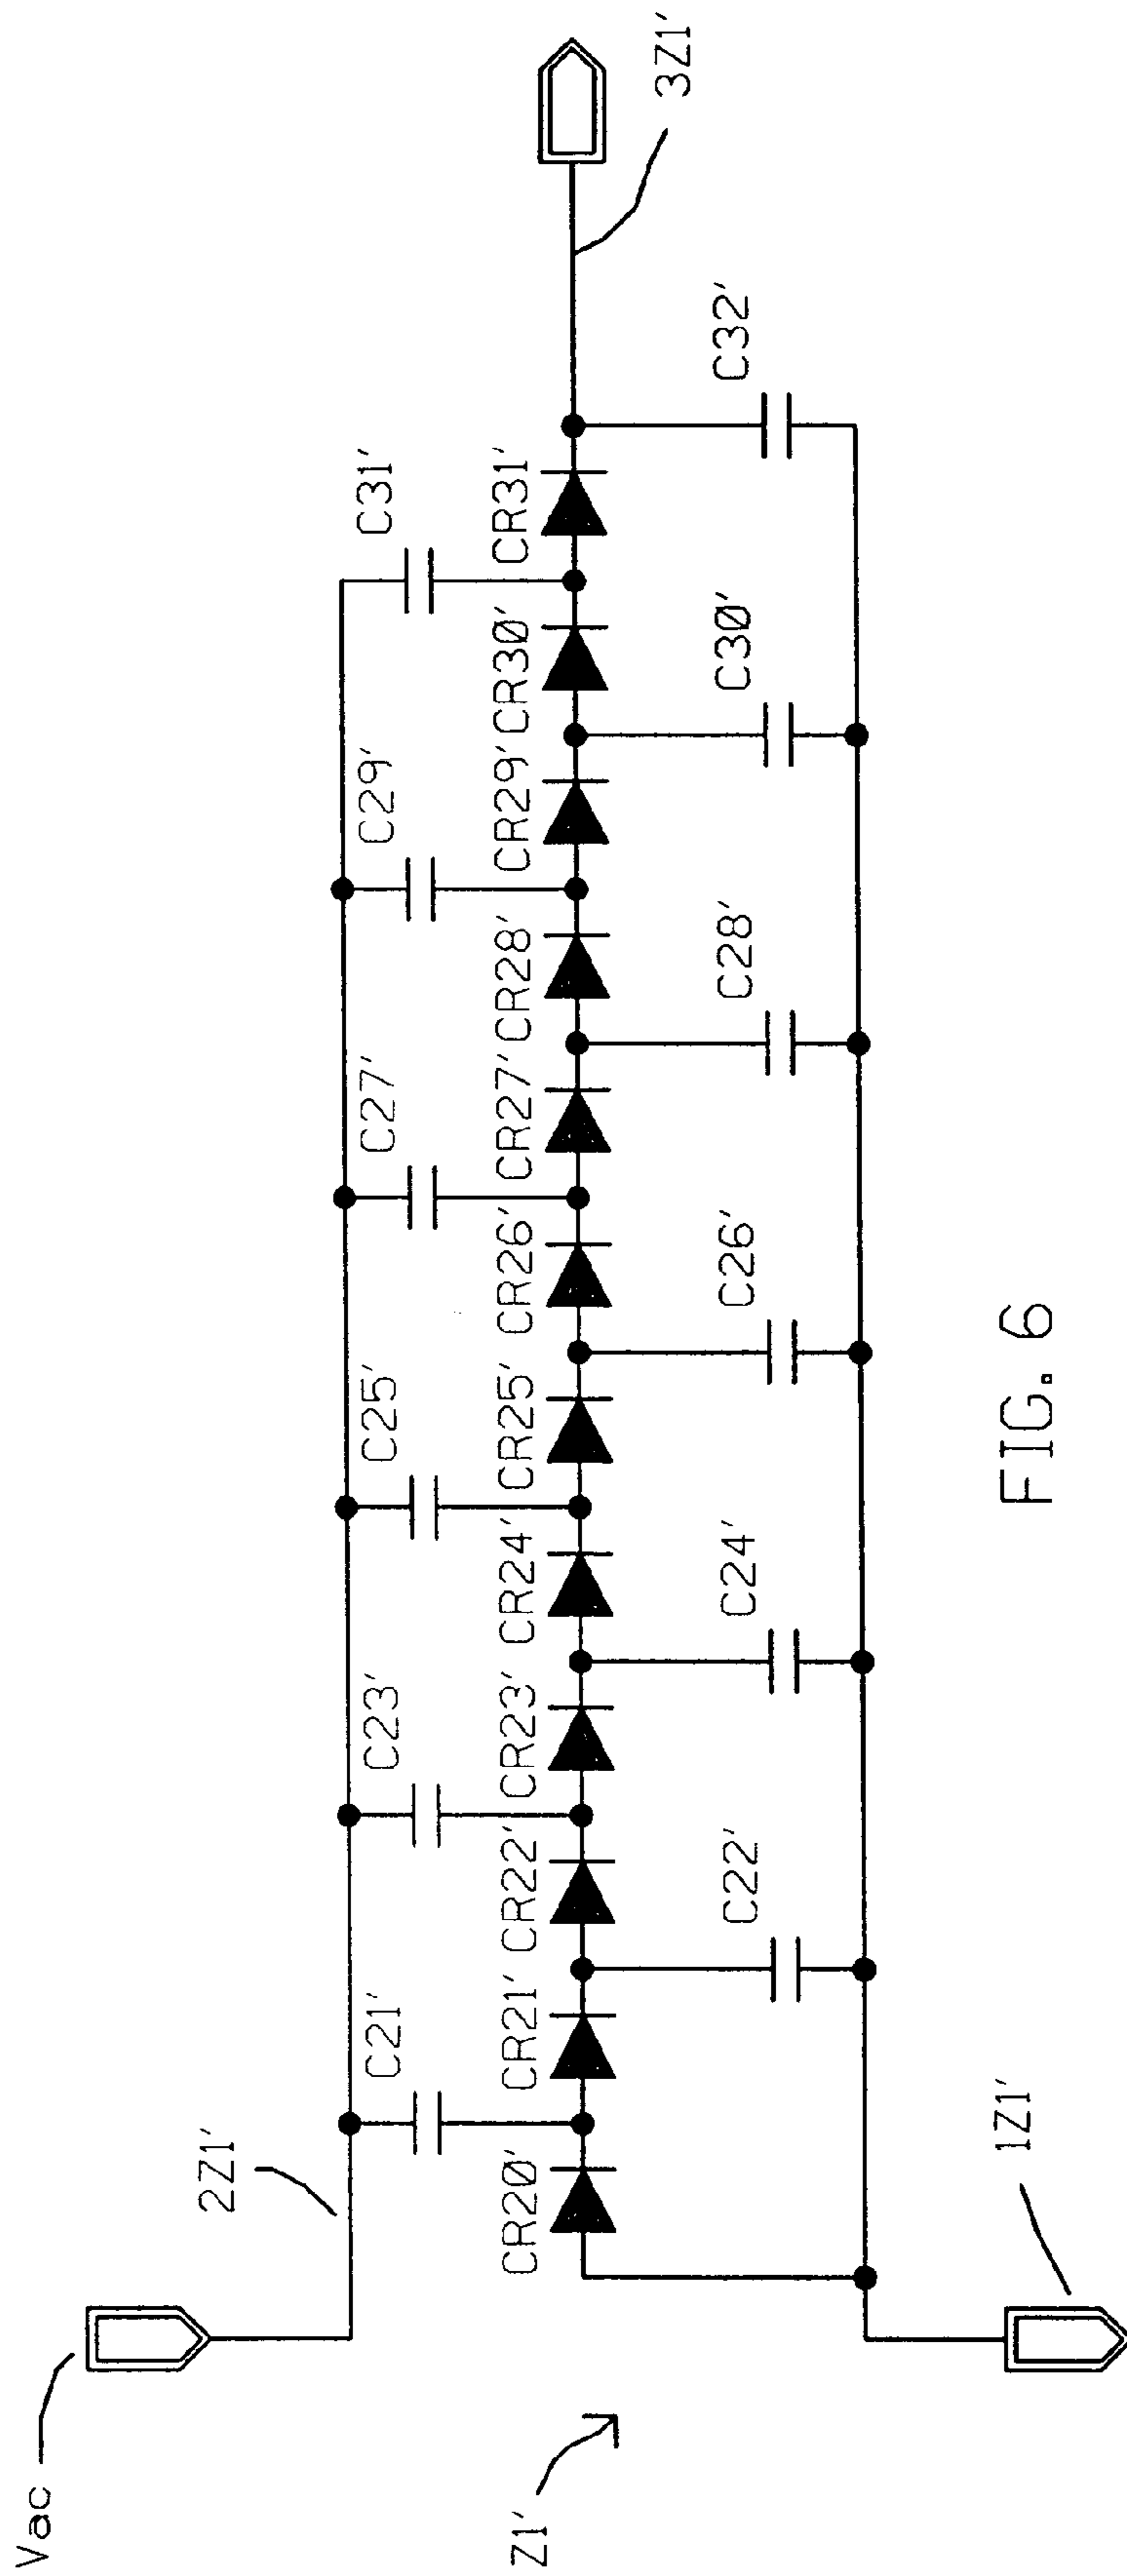 Vac
2Z1'
C21'
C23'
C25'
C27'
C29'
C31'
3Z1'
CR20'
CR21'
CR22'
CR23'
CR24'
CR25'
CR26'
CR27'
CR28'
CR29'
CR30'
CR31'
Z1'
C22'
C24'
C26'
C28'
C30'
C32'
1Z1'
FIG. 6